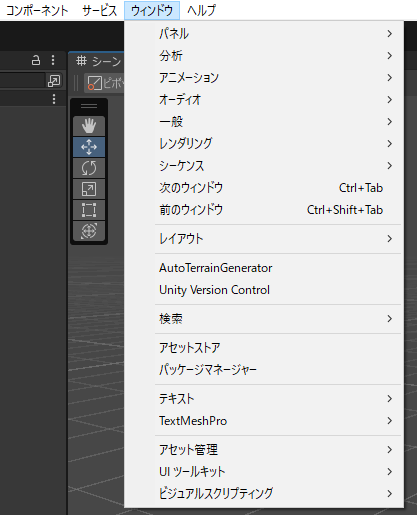 コンポーネント サービス ウィンドウ ヘルプ
シーン
ピボ
パネル
分析
アニメーション
オーディオ
一般
レンダリング
シーケンス
次のウィンドウ Ctrl+Tab
前のウィンドウ Ctrl+Shift+Tab
レイアウト
AutoTerrainGenerator
Unity Version Control
検索
アセットストア
パッケージマネージャー
テキスト
TextMeshPro
アセット管理
UI ツールキット
ビジュアルスクリプティング